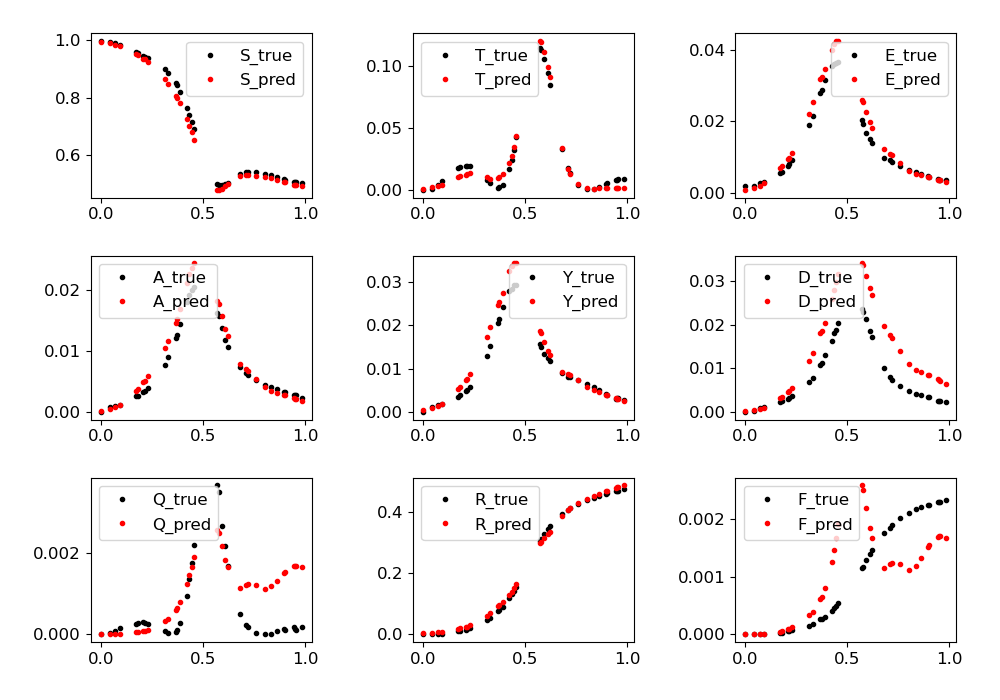 S_true
S_pred
1.0
0.8
0.6
0.0 0.5 1.0
T_true
T_pred
0.10
0.05
0.00
0.0 0.5 1.0
E_true
E_pred
0.04
0.02
0.00
0.0 0.5 1.0
A_true
A_pred
0.02
0.01
0.00
0.0 0.5 1.0
Y_true
Y_pred
0.03
0.02
0.01
0.00
0.0 0.5 1.0
D_true
D_pred
0.03
0.02
0.01
0.00
0.0 0.5 1.0
Q_true
Q_pred
0.002
0.000
0.0 0.5 1.0
R_true
R_pred
0.4
0.2
0.0
0.0 0.5 1.0
F_true
F_pred
0.002
0.001
0.000
0.0 0.5 1.0